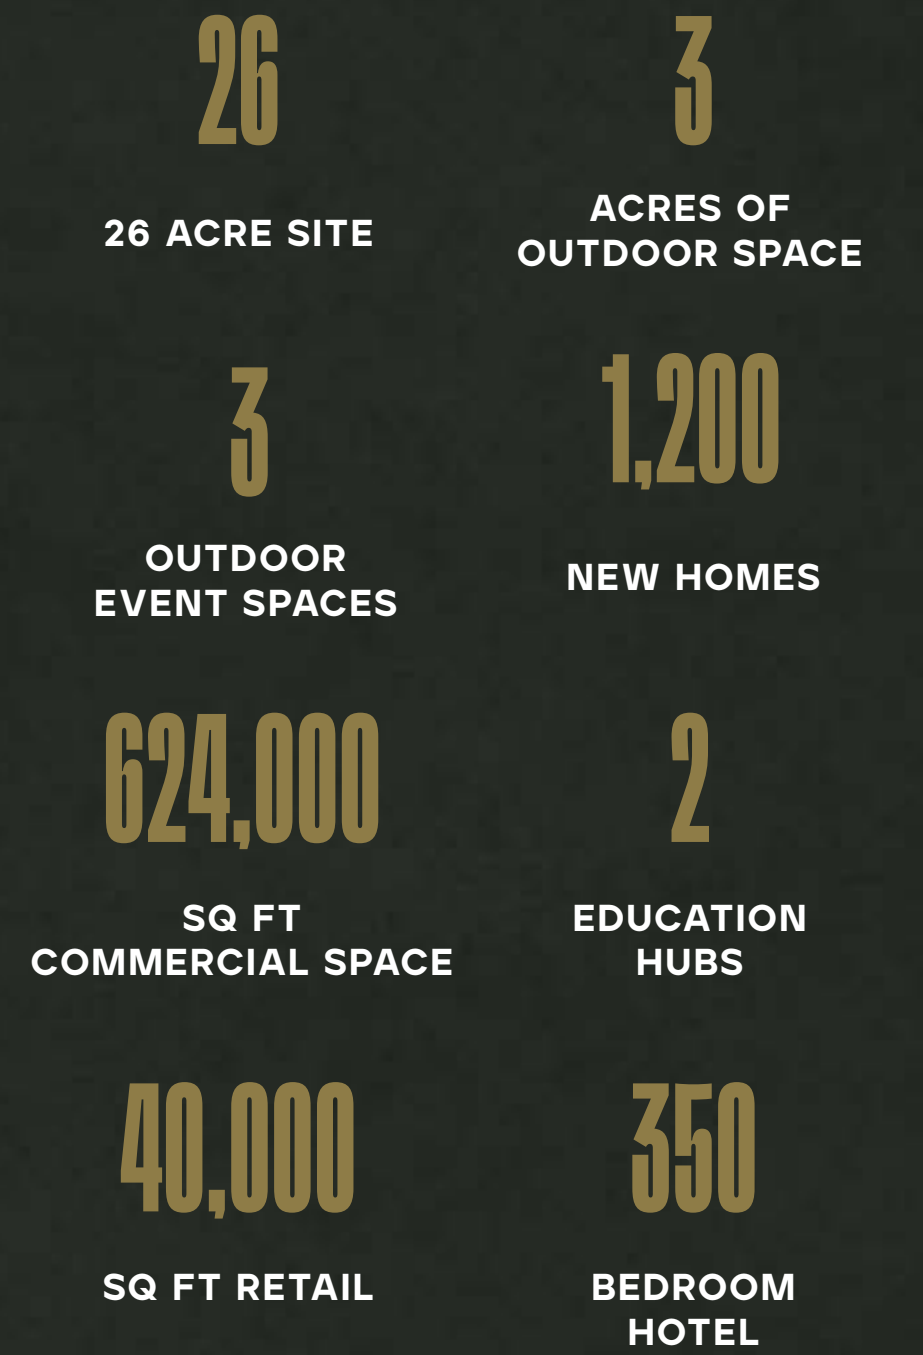 26
26 ACRE SITE
3
ACRES OF
OUTDOOR SPACE
3
OUTDOOR
EVENT SPACES
1,200
NEW HOMES
624,000
SQ FT
COMMERCIAL SPACE
2
EDUCATION
HUBS
40,000
SQ FT RETAIL
350
BEDROOM
HOTEL